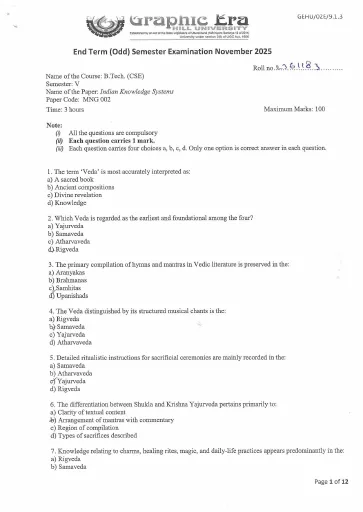 GEHU/02E/9.1.3
Graphic Era
HILL UNIVERSITY
End Term (Odd) Semester Examination November 2025
Roll no.
Name of the Course: B.Tech. (CSE)
Semester: V
Name of the Paper: Indian Knowledge Systems
Paper Code: MNG 002
Time: 3 hours Maximum Marks: 100
Note:
(i) All the questions are compulsory
(ii) Each question carries 1 mark.
(iii) Each question carries four choices a, b, c, d. Only one option is correct answer in each question.
1. The term 'Veda' is most accurately interpreted as:
a) A sacred book
b) Ancient compositions
c) Divine revelation
d) Knowledge
2. Which Veda is regarded as the earliest and foundational among the four?
a) Yajurveda
b) Samaveda
c) Atharvaveda
d) Rigveda
3. The primary compilation of hymns and mantras in Vedic literature is preserved in the:
a) Aranyakas
b) Brahmanas
c) Samhitas
d) Upanishads
4. The Veda distinguished by its structured musical chants is the:
a) Rigveda
b) Samaveda
c) Yajurveda
d) Atharvaveda
5. Detailed ritualistic instructions for sacrificial ceremonies are mainly recorded in the:
a) Samaveda
b) Atharvaveda
c) Yajurveda
d) Rigveda
6. The differentiation between Shukla and Krishna Yajurveda pertains primarily to:
a) Clarity of textual content
b) Arrangement of mantras with commentary
c) Region of compilation
d) Types of sacrifices described
7. Knowledge relating to charms, healing rites, magic, and daily-life practices appears predominantly in the:
a) Rigveda
b) Samaveda
Page 1 of 12